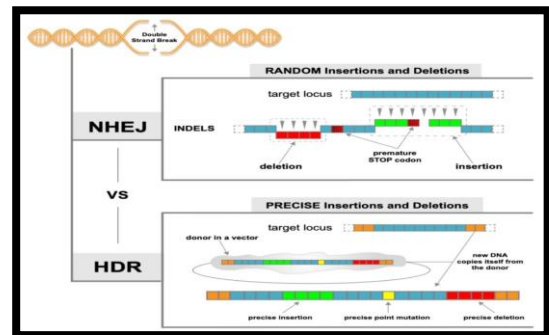 Double
Strand Break
RANDOM Insertions and Deletions
target locus
NHEJ
INDELS
deletion
premature
STOP codon
insertion
VS
PRECISE Insertions and Deletions
target locus
donor in a vector
new DNA
copies itself from
the donor
HDR
precise insertion
precise point mutation
precise deletion